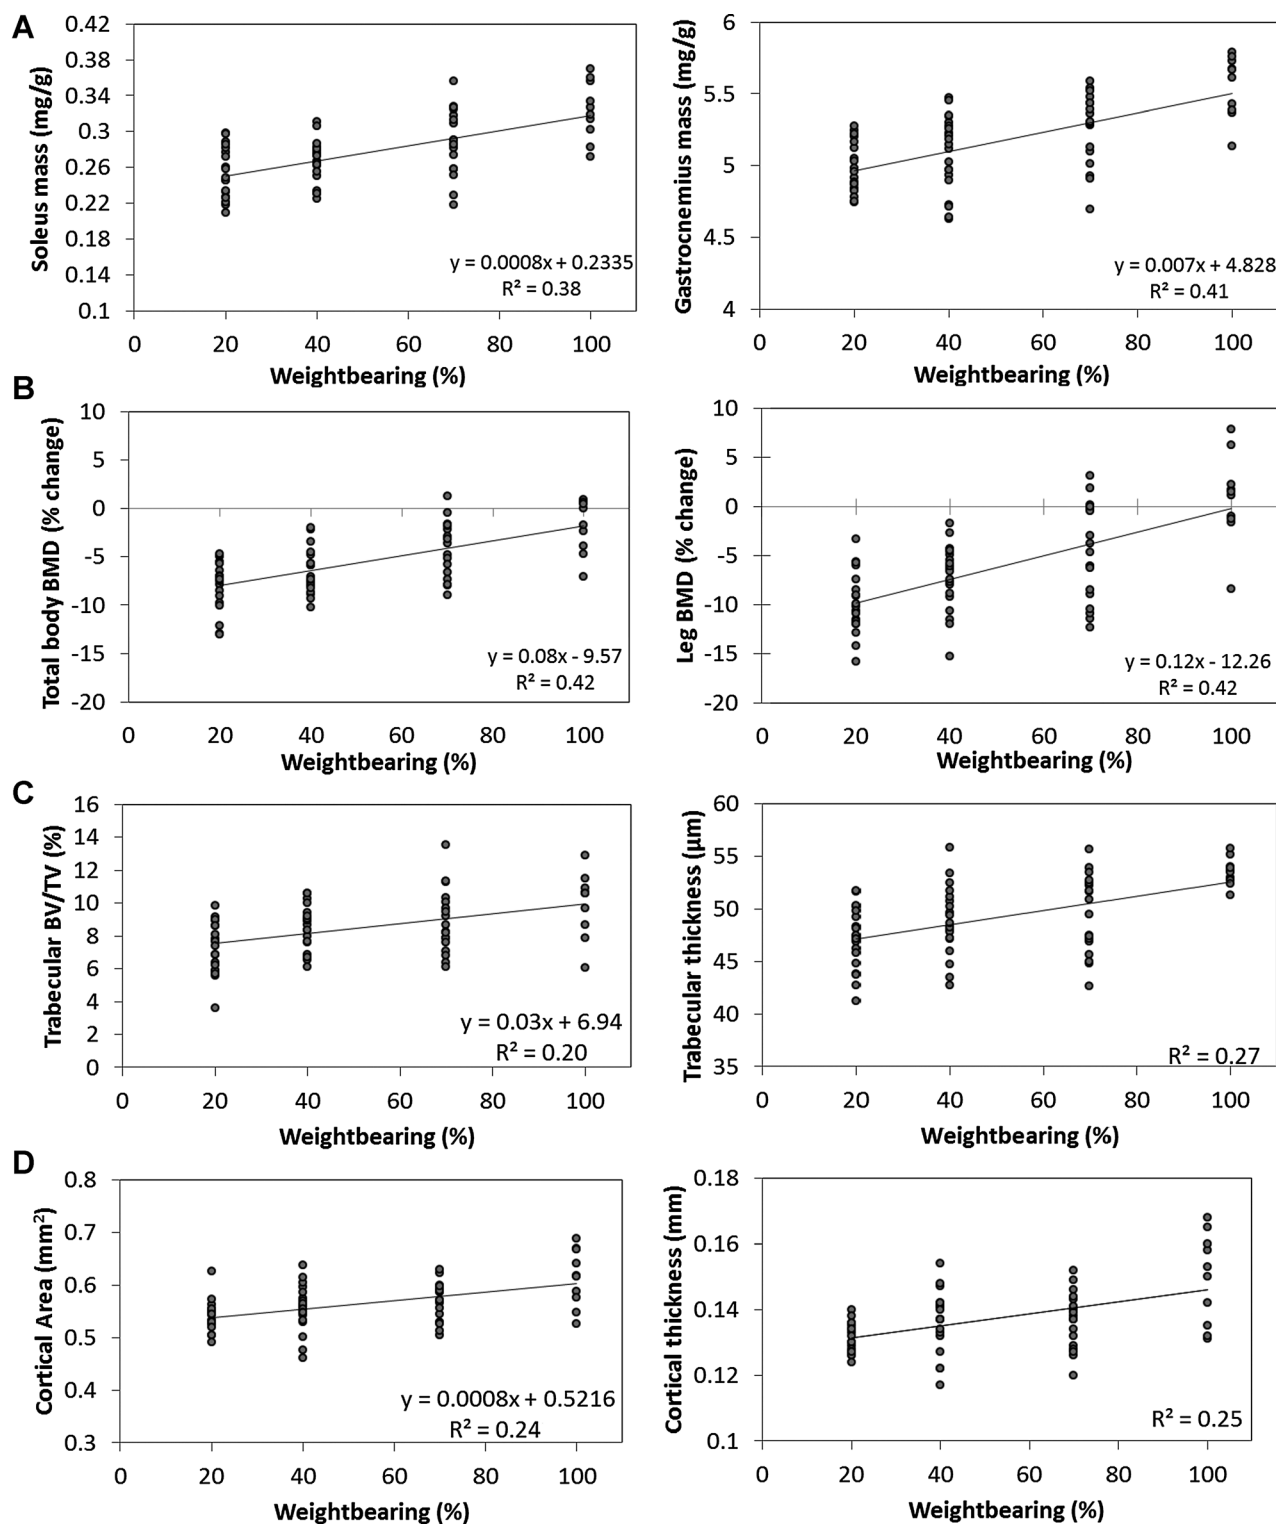 A
Soleus mass (mg/g)
0.42
0.38
0.34
0.3
0.26
0.22
0.18
0.14
0.1
y = 0.0008x + 0.2335
R² = 0.38
0 20 40 60 80 100
Weightbearing (%)
Gastrocnemius mass (mg/g)
6
5.5
5
4.5
4
y = 0.007x + 4.828
R² = 0.41
0 20 40 60 80 100
Weightbearing (%)
B
Total body BMD (% change)
10
5
0
-5
-10
-15
-20
y = 0.08x - 9.57
R² = 0.42
0 20 40 60 80 100
Weightbearing (%)
Leg BMD (% change)
10
5
0
-5
-10
-15
-20
y = 0.12x - 12.26
R² = 0.42
0 20 40 60 80 100
Weightbearing (%)
C
Trabecular BV/TV (%)
16
14
12
10
8
6
4
2
0
y = 0.03x + 6.94
R² = 0.20
0 20 40 60 80 100
Weightbearing (%)
Trabecular thickness (μm)
60
55
50
45
40
35
R² = 0.27
0 20 40 60 80 100
Weightbearing (%)
D
Cortical Area (mm²)
0.8
0.7
0.6
0.5
0.4
0.3
y = 0.0008x + 0.5216
R² = 0.24
0 20 40 60 80 100
Weightbearing (%)
Cortical thickness (mm)
0.18
0.16
0.14
0.12
0.1
R² = 0.25
0 20 40 60 80 100
Weightbearing (%)